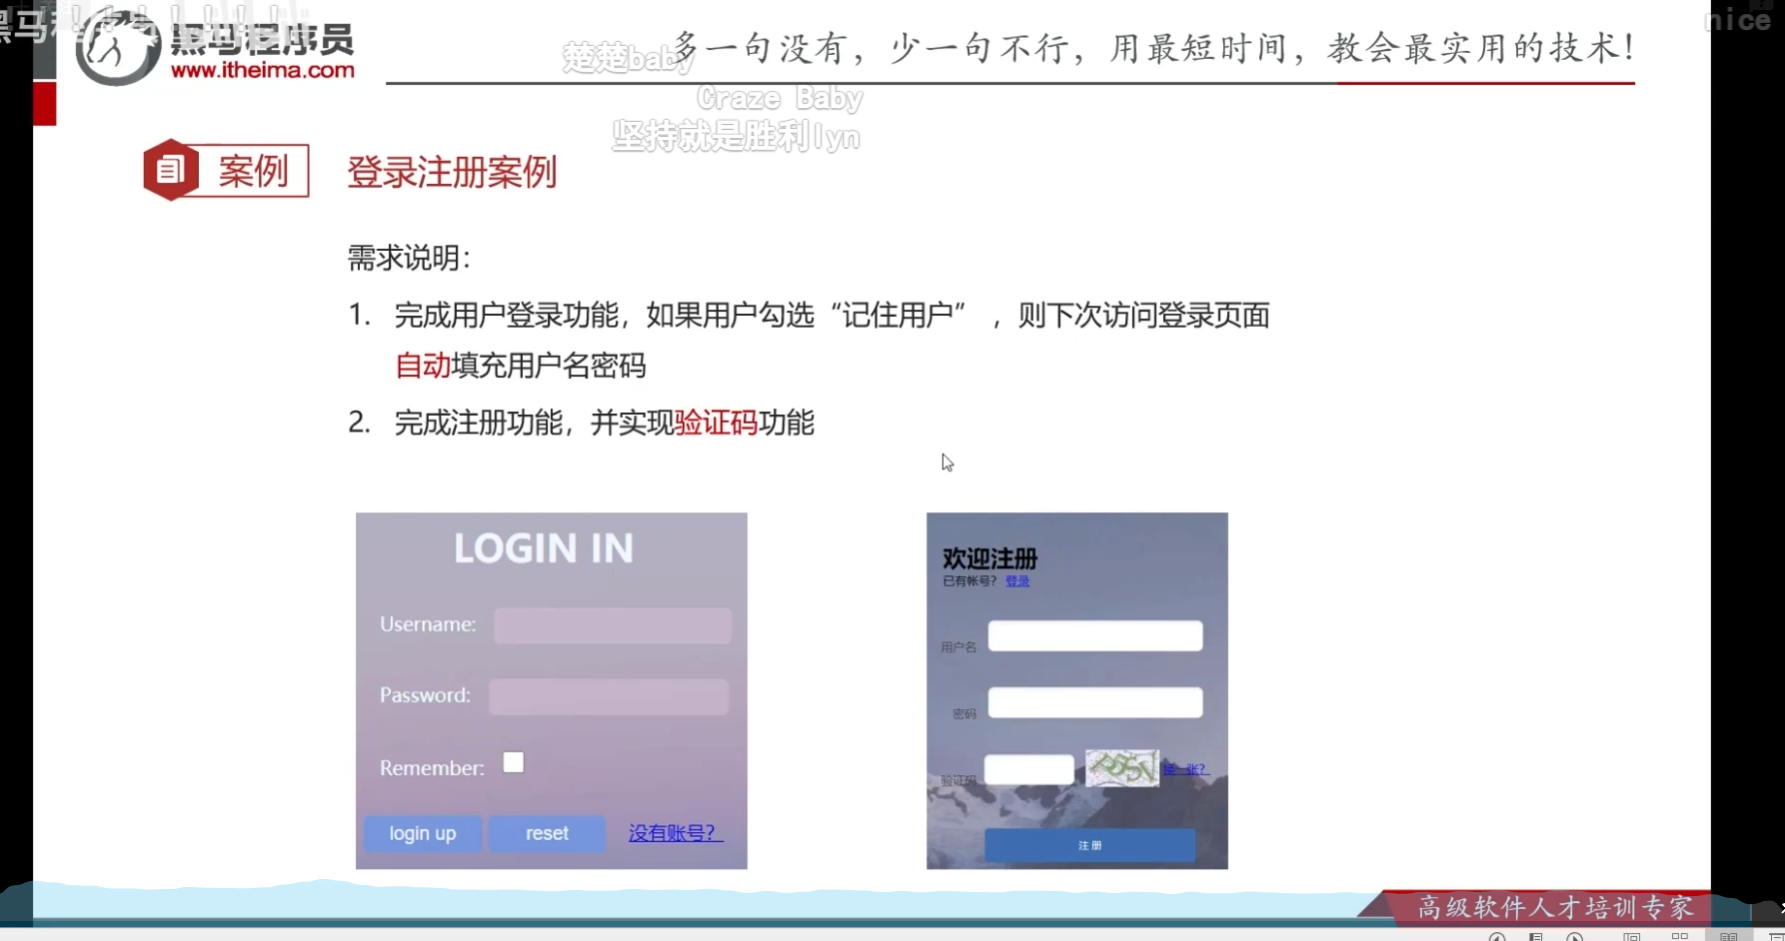 黑马程序员
www.itheima.com
多一句没有，少一句不行，用最短时间，教会最实用的技术！
nice
楚楚baby
Craze Baby
坚持就是胜利lyn
案例
登录注册案例
需求说明：
1. 完成用户登录功能，如果用户勾选“记住用户” ，则下次访问登录页面
自动填充用户名密码
2. 完成注册功能，并实现验证码功能
LOGIN IN
Username:
Password:
Remember:
login up
reset
没有账号？
欢迎注册
已有帐号？ 登录
用户名
密码
验证码
换一张？
注 册
高级软件人才培训专家